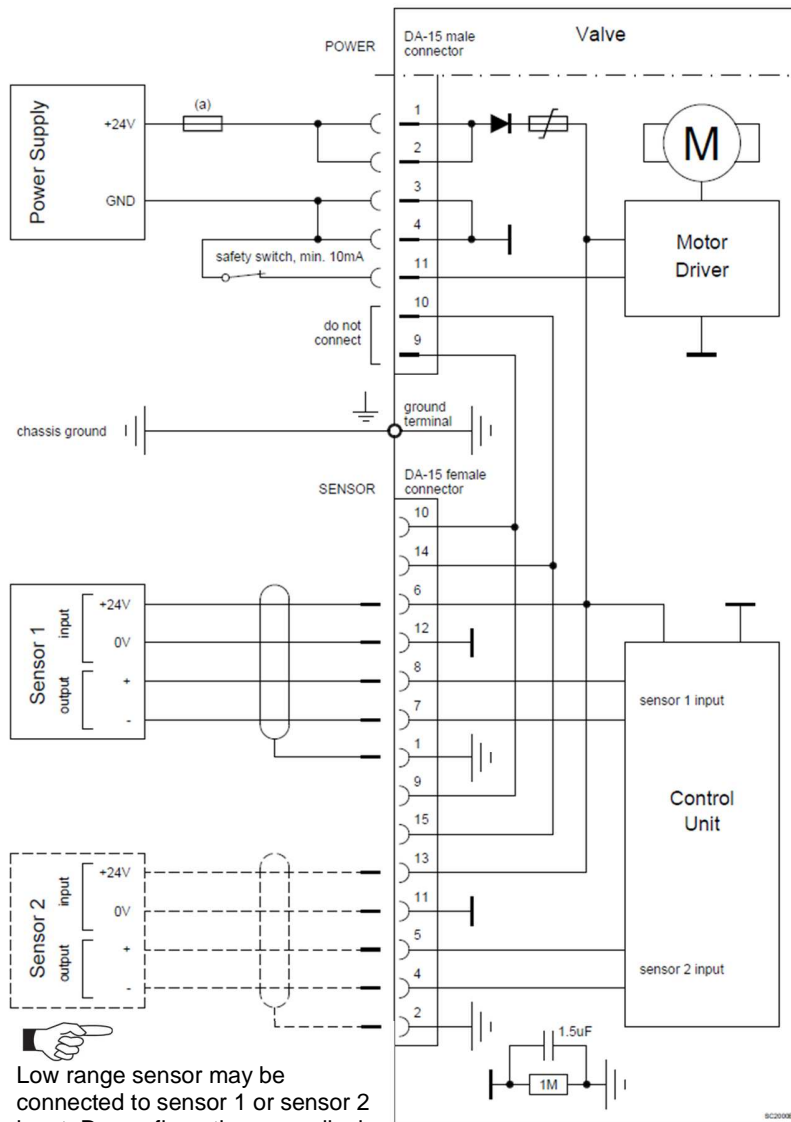 Valve
POWER
DA-15 male
connector
Power Supply
+24V
(a)
GND
1
2
3
4
11
10
9
safety switch, min. 10mA
do not
connect
M
Motor
Driver
chassis ground
ground
terminal
SENSOR
DA-15 female
connector
10
14
6
12
8
7
1
9
15
13
11
5
4
2
Sensor 1
input
output
+24V
0V
+
-
Sensor 2
input
output
+24V
0V
+
-
sensor 1 input
Control
Unit
sensor 2 input
1.5uF
1M
Low range sensor may be
connected to sensor 1 or sensor 2